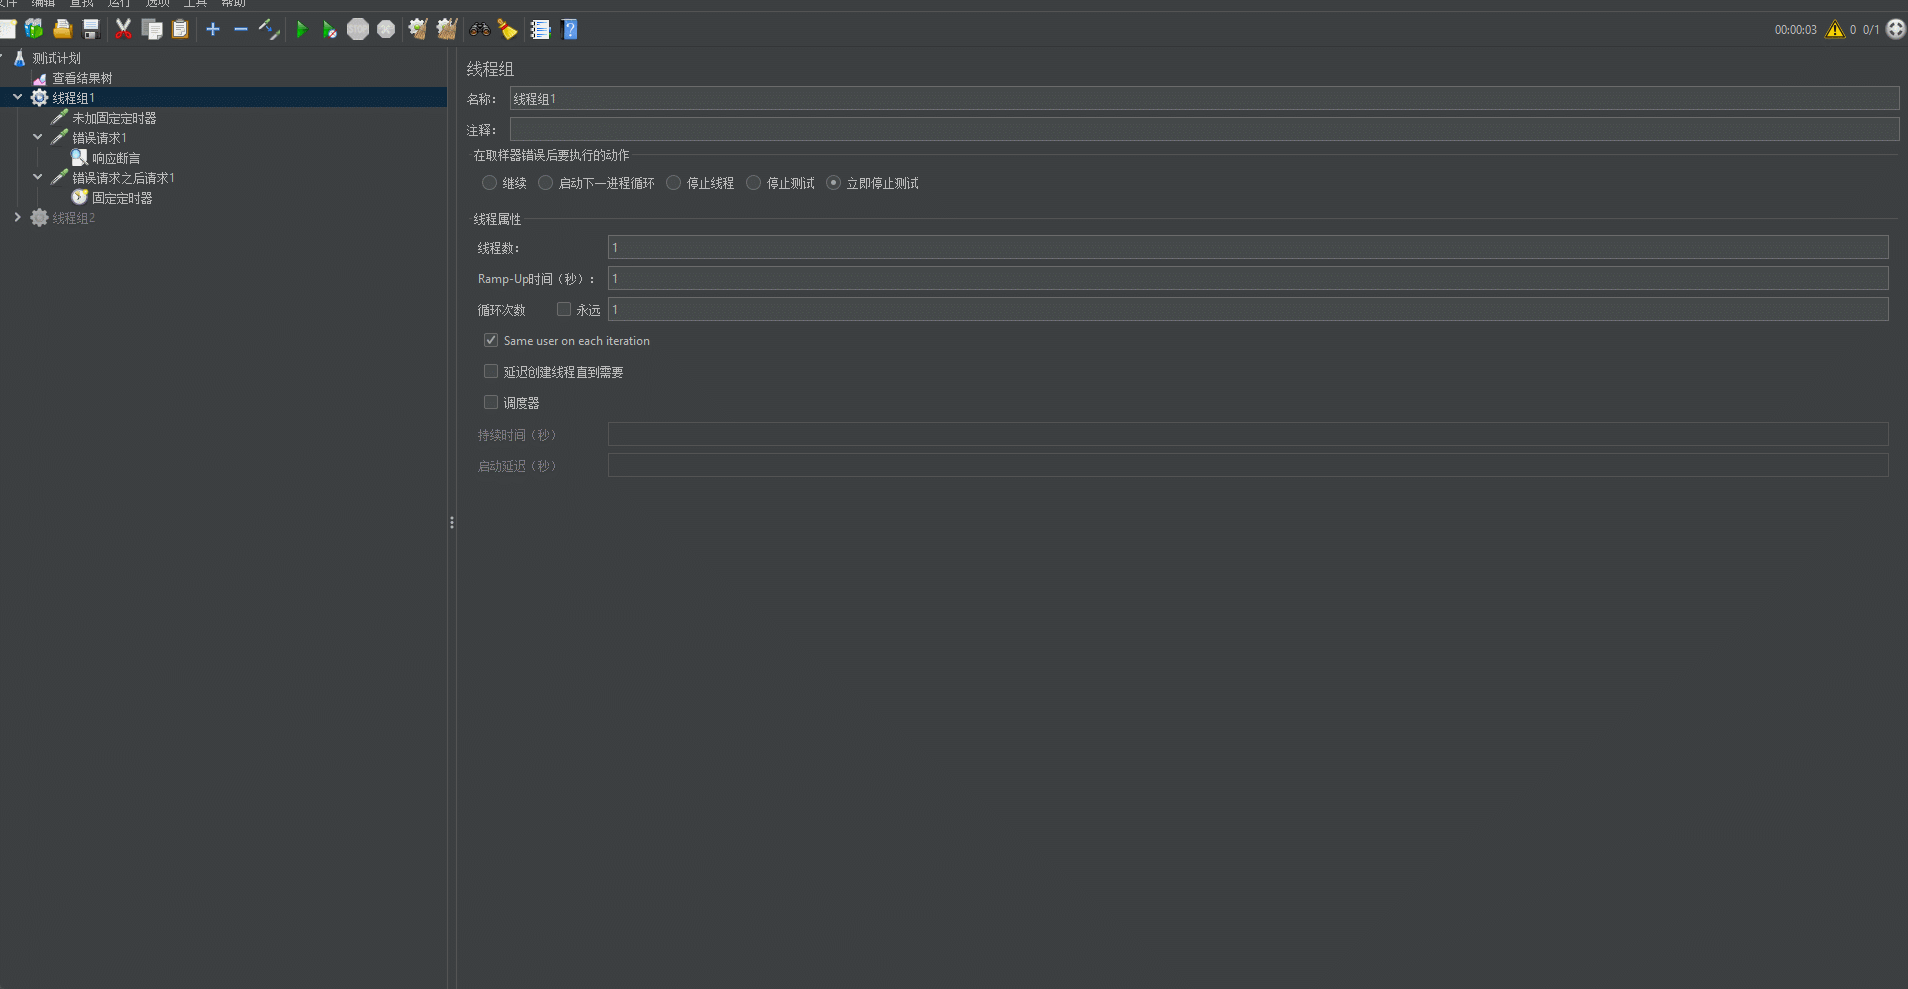 文件 编辑 查找 运行 选项 工具 帮助
STOP
00:00:03 0 0/1
测试计划
查看结果树
线程组1
未加固定定时器
错误请求1
响应断言
错误请求之后请求1
固定定时器
线程组2
线程组
名称： 线程组1
注释：
在取样器错误后要执行的动作
继续 启动下一进程循环 停止线程 停止测试 立即停止测试
线程属性
线程数： 1
Ramp-Up时间（秒）： 1
循环次数 永远 1
Same user on each iteration
延迟创建线程直到需要
调度器
持续时间（秒）
启动延迟（秒）